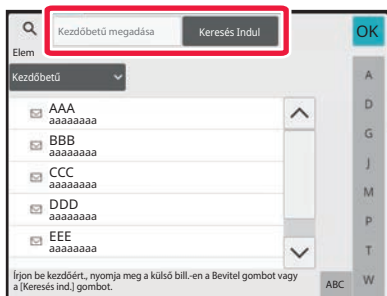 Kezdőbetű megadása Keresés Indul OK
Elem
Kezdőbetű
AAA
aaaaaaaa
BBB
aaaaaaaa
CCC
aaaaaaaa
DDD
aaaaaaaa
EEE
aaaaaaaa
A
D
G
J
M
P
T
W
Írjon be kezdőért., nyomja meg a külső bill.-en a Bevitel gombot vagy
a [Keresés ind.] gombot.
ABC